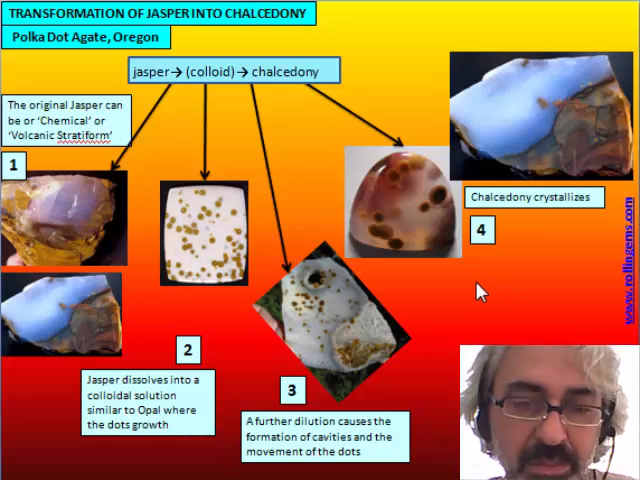 TRANSFORMATION OF JASPER INTO CHALCEDONY
Polka Dot Agate, Oregon
jasper→ (colloid) → chalcedony
The original Jasper can
be or ‘Chemical’ or
‘Volcanic Stratiform’
1
Chalcedony crystallizes
4
www.rollingems.com
2
Jasper dissolves into a
colloidal solution
similar to Opal where
the dots growth
3
A further dilution causes the
formation of cavities and the
movement of the dots